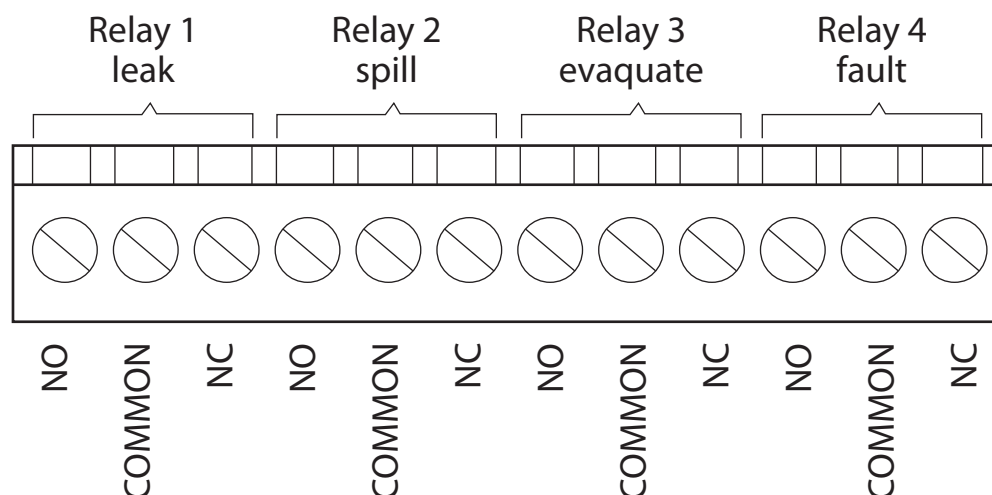 Relay 1
leak
Relay 2
spill
Relay 3
evaquate
Relay 4
fault
NO
COMMON
NC
NO
COMMON
NC
NO
COMMON
NC
NO
COMMON
NC